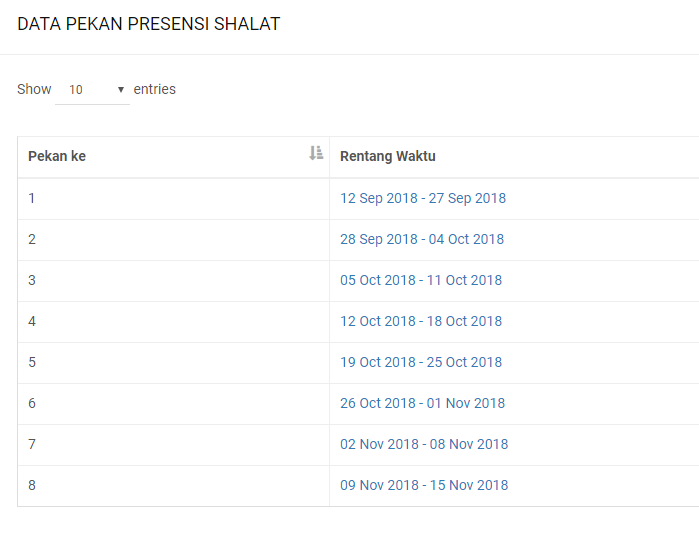 DATA PEKAN PRESENSI SHALAT
Show 10 entries
Pekan ke Rentang Waktu
1 12 Sep 2018 - 27 Sep 2018
2 28 Sep 2018 - 04 Oct 2018
3 05 Oct 2018 - 11 Oct 2018
4 12 Oct 2018 - 18 Oct 2018
5 19 Oct 2018 - 25 Oct 2018
6 26 Oct 2018 - 01 Nov 2018
7 02 Nov 2018 - 08 Nov 2018
8 09 Nov 2018 - 15 Nov 2018